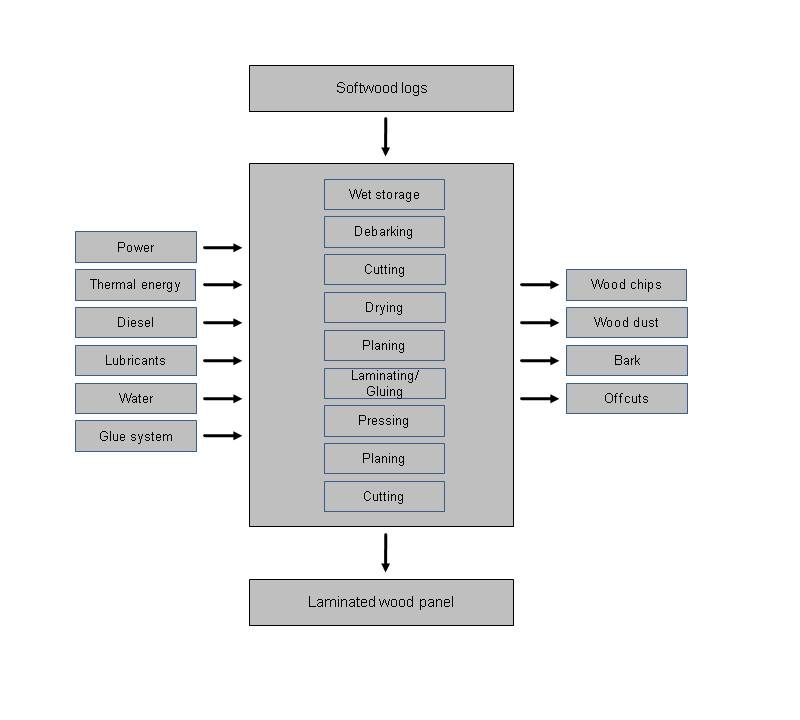 Softwood logs
Wet storage
Debarking
Cutting
Drying
Planing
Laminating/
Gluing
Pressing
Planing
Cutting
Power
Thermal energy
Diesel
Lubricants
Water
Glue system
Wood chips
Wood dust
Bark
Offcuts
Laminated wood panel